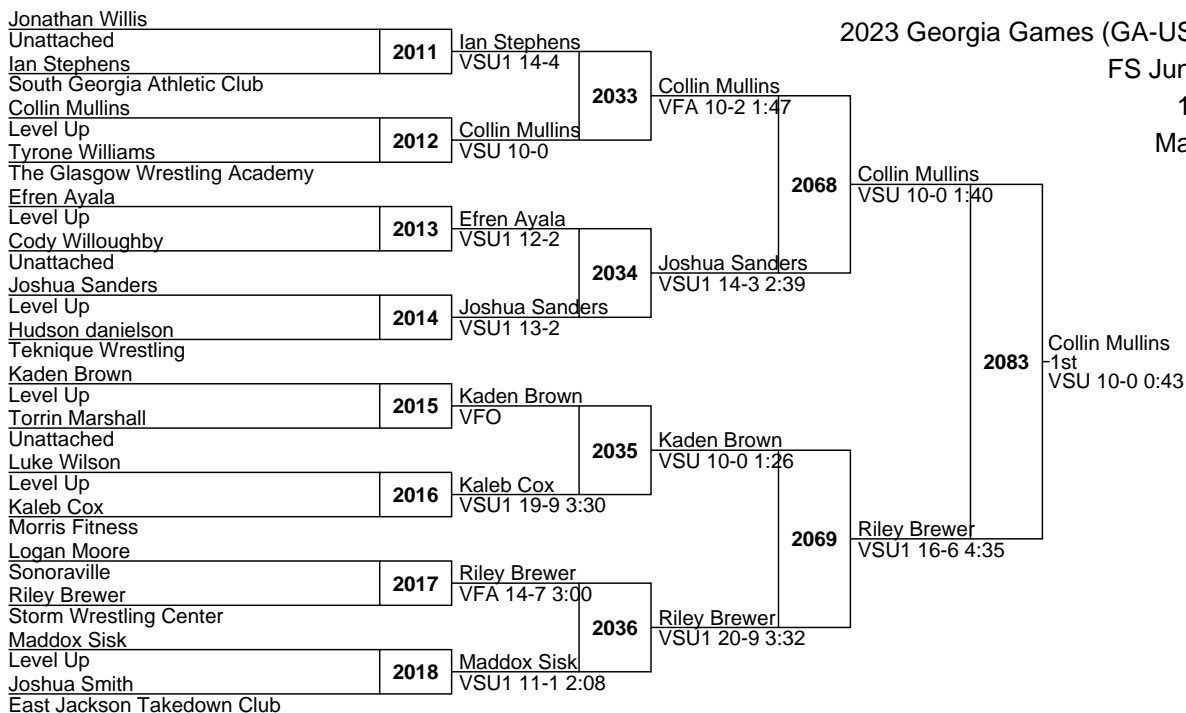 2023 Georgia Games (GA-US
FS Jun
1
Ma
Jonathan Willis
Unattached
Ian Stephens
South Georgia Athletic Club
Collin Mullins
Level Up
Tyrone Williams
The Glasgow Wrestling Academy
Efren Ayala
Level Up
Cody Willoughby
Unattached
Joshua Sanders
Level Up
Hudson danielson
Teknique Wrestling
Kaden Brown
Level Up
Torrin Marshall
Unattached
Luke Wilson
Level Up
Kaleb Cox
Morris Fitness
Logan Moore
Sonoraville
Riley Brewer
Storm Wrestling Center
Maddox Sisk
Level Up
Joshua Smith
East Jackson Takedown Club
2011
2012
2013
2014
2015
2016
2017
2018
Ian Stephens
VSU1 14-4
Collin Mullins
VSU 10-0
Efren Ayala
VSU1 12-2
Joshua Sanders
VSU1 13-2
Kaden Brown
VFO
Kaleb Cox
VSU1 19-9 3:30
Riley Brewer
VFA 14-7 3:00
Maddox Sisk
VSU1 11-1 2:08
2033
2034
2035
2036
Collin Mullins
VFA 10-2 1:47
Joshua Sanders
VSU1 14-3 2:39
Kaden Brown
VSU 10-0 1:26
Riley Brewer
VSU1 20-9 3:32
2068
2069
Collin Mullins
VSU 10-0 1:40
Riley Brewer
VSU1 16-6 4:35
2083
Collin Mullins
1st
VSU 10-0 0:43